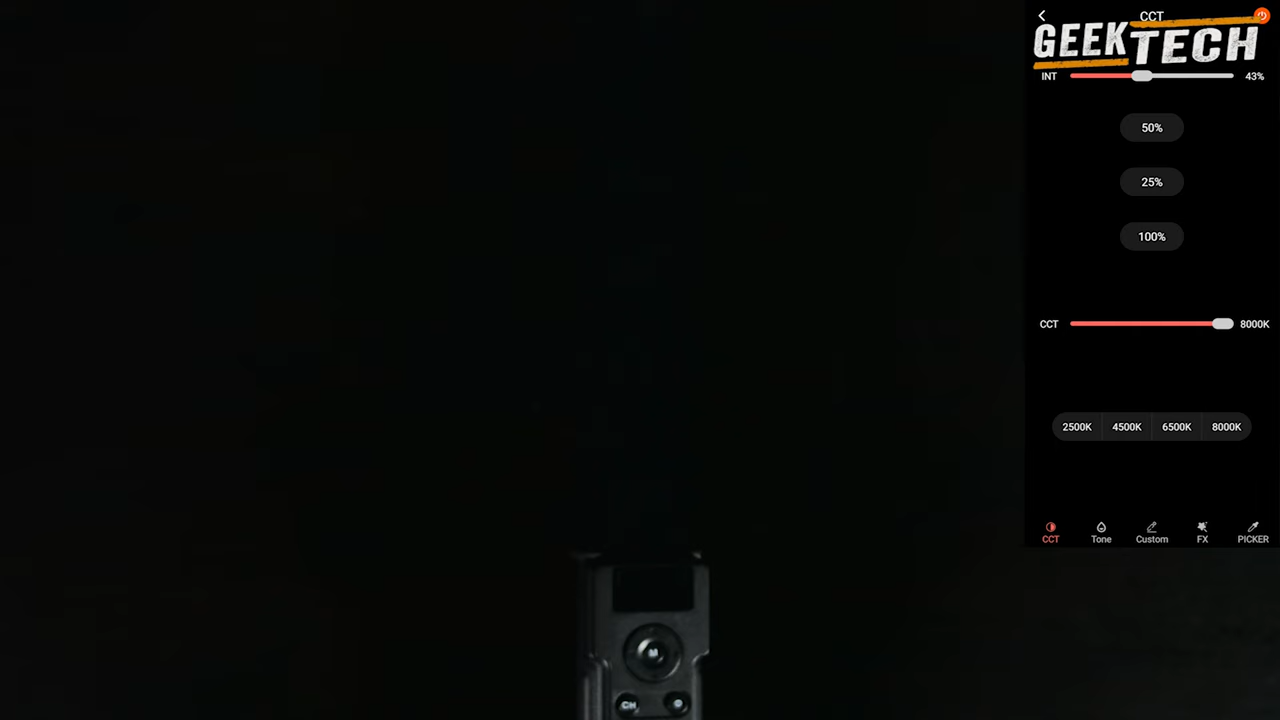 CCT
GEEKTECH
INT 43%
50%
25%
100%
CCT 8000K
2500K 4500K 6500K 8000K
CCT Tone Custom FX PICKER
M
CH